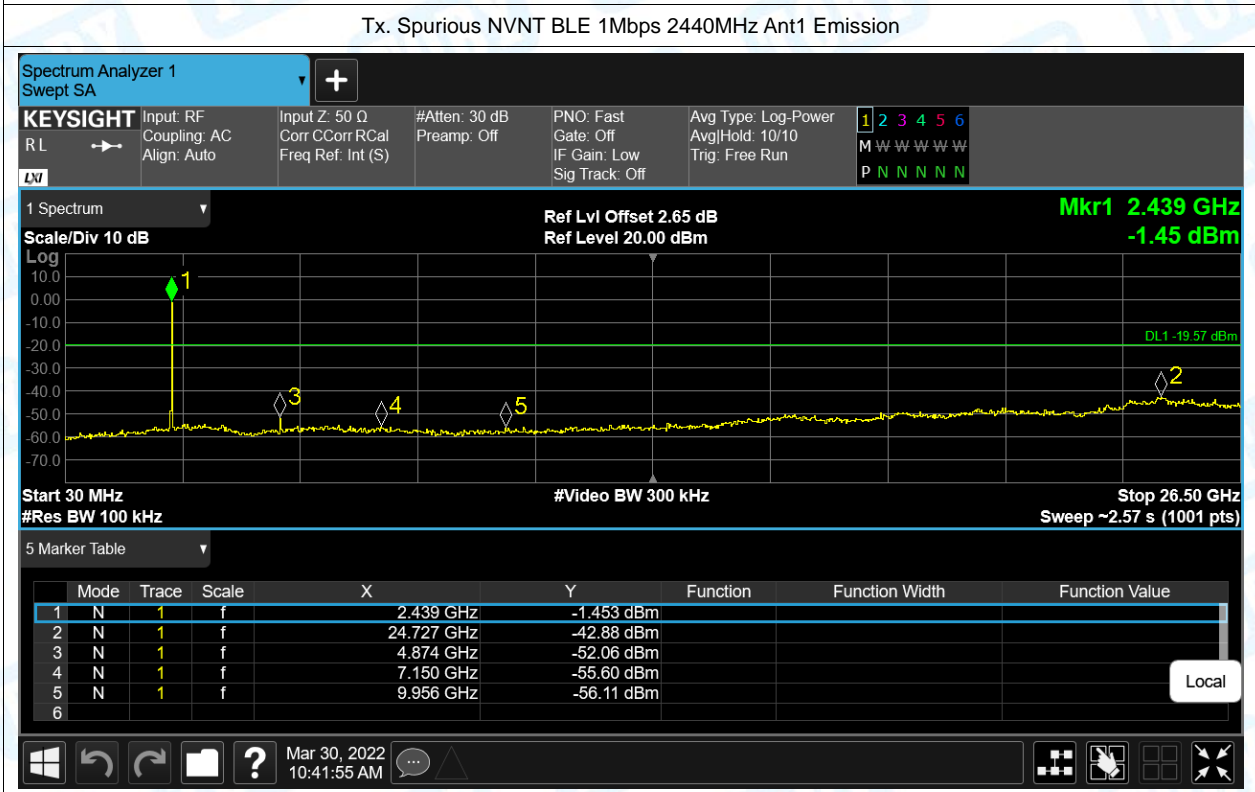 Tx. Spurious NVNT BLE 1Mbps 2440MHz Ant1 Emission
Spectrum Analyzer 1
Swept SA
KEYSIGHT Input: RF Input Z: 50 Ω #Atten: 30 dB PNO: Fast Avg Type: Log-Power 1 2 3 4 5 6
RL Coupling: AC Corr CCorr RCal Preamp: Off Gate: Off Avg|Hold: 10/10 M W W W W W
Align: Auto Freq Ref: Int (S) IF Gain: Low Trig: Free Run
LXI Sig Track: Off P N N N N N
1 Spectrum Ref Lvl Offset 2.65 dB Mkr1 2.439 GHz
Scale/Div 10 dB Ref Level 20.00 dBm -1.45 dBm
Log
10.0 1
0.00
-10.0
-20.0 DL1 -19.57 dBm
-30.0 2
-40.0 3 4 5
-50.0
-60.0
-70.0
Start 30 MHz #Video BW 300 kHz Stop 26.50 GHz
#Res BW 100 kHz Sweep ~2.57 s (1001 pts)
5 Marker Table
Mode Trace Scale X Y Function Function Width Function Value
1 N 1 f 2.439 GHz -1.453 dBm
2 N 1 f 24.727 GHz -42.88 dBm
3 N 1 f 4.874 GHz -52.06 dBm
4 N 1 f 7.150 GHz -55.60 dBm
5 N 1 f 9.956 GHz -56.11 dBm
6
Local
? Mar 30, 2022
10:41:55 AM